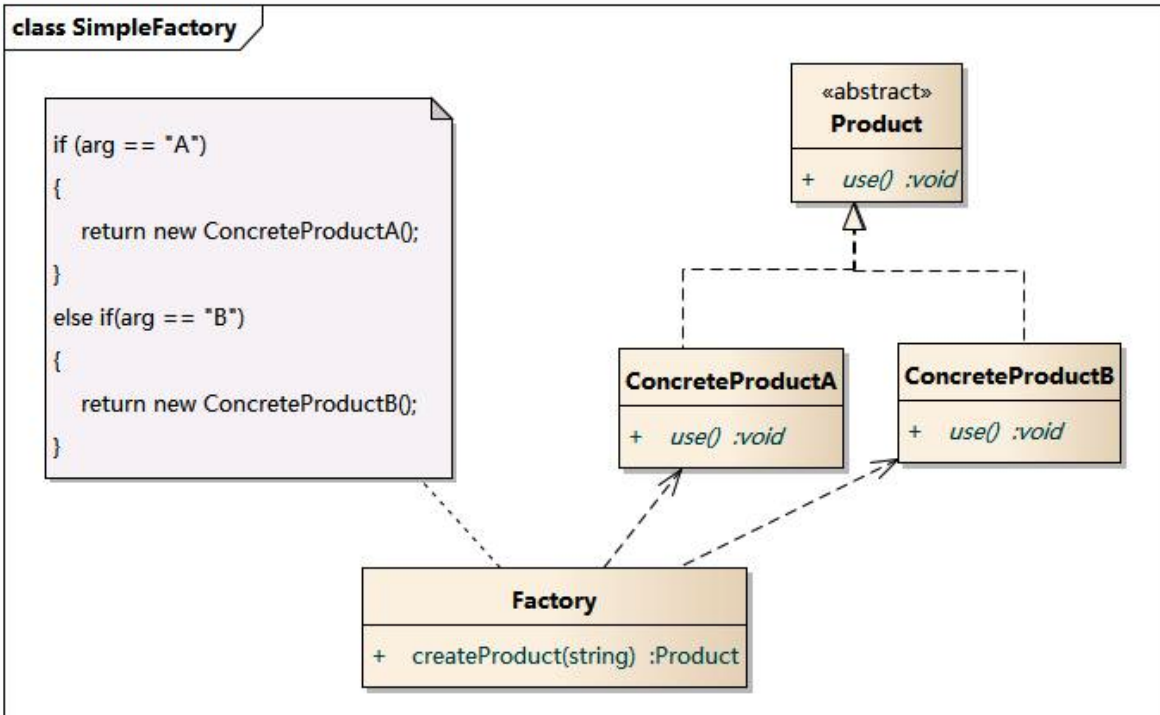 class SimpleFactory
if (arg == "A")
{
return new ConcreteProductA();
}
else if(arg == "B")
{
return new ConcreteProductB();
}
«abstract»
Product
+ use() :void
ConcreteProductA
+ use() :void
ConcreteProductB
+ use() :void
Factory
+ createProduct(string) :Product